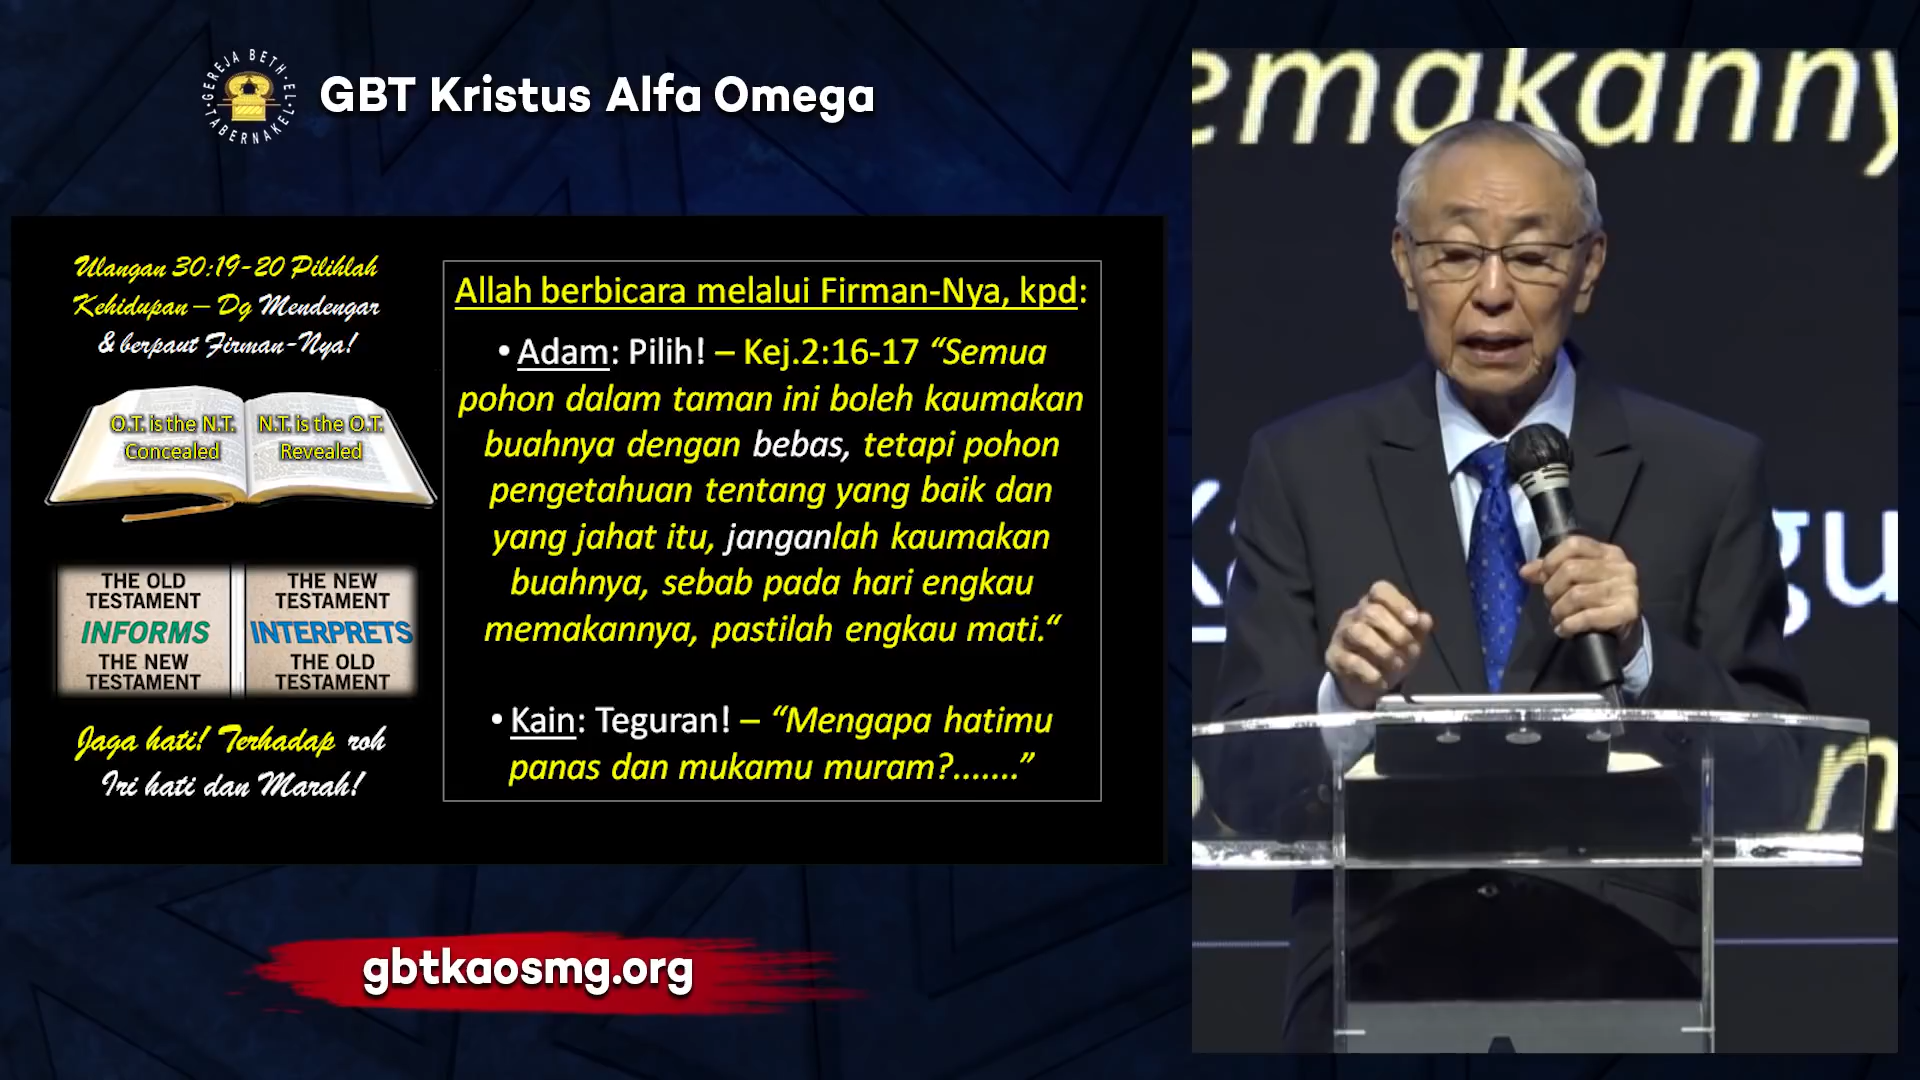 GEREJA BETH-EL TABERNAKEL
GBT Kristus Alfa Omega
Ulangan 30:19-20 Pilihlah
Kehidupan – Dg Mendengar
& berpaut Firman-Nya!
O.T. is the N.T.
Concealed
N.T. is the O.T.
Revealed
THE OLD
TESTAMENT
INFORMS
THE NEW
TESTAMENT
THE NEW
TESTAMENT
INTERPRETS
THE OLD
TESTAMENT
Jaga hati! Terhadap roh
Iri hati dan Marah!
Allah berbicara melalui Firman-Nya, kpd:
• Adam: Pilih! – Kej.2:16-17 “Semua
pohon dalam taman ini boleh kaumakan
buahnya dengan bebas, tetapi pohon
pengetahuan tentang yang baik dan
yang jahat itu, janganlah kaumakan
buahnya, sebab pada hari engkau
memakannya, pastilah engkau mati.“
• Kain: Teguran! – “Mengapa hatimu
panas dan mukamu muram?.......”
gbtkaosmg.org
emakanny
gu